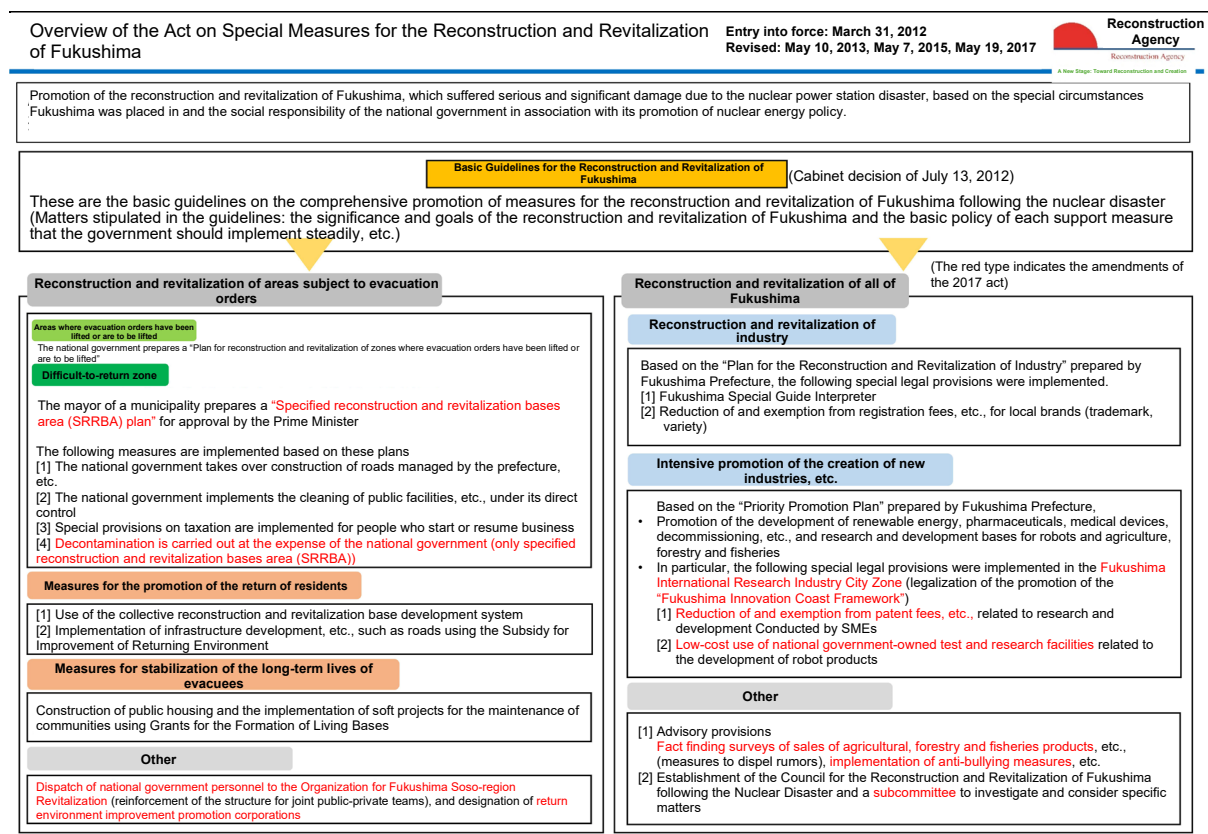 Overview of the Act on Special Measures for the Reconstruction and Revitalization
of Fukushima
Entry into force: March 31, 2012
Revised: May 10, 2013, May 7, 2015, May 19, 2017
Reconstruction
Agency
Reconstruction Agency
A New Stage: Toward Reconstruction and Creation
Promotion of the reconstruction and revitalization of Fukushima, which suffered serious and significant damage due to the nuclear power station disaster, based on the special circumstances
Fukushima was placed in and the social responsibility of the national government in association with its promotion of nuclear energy policy.
Basic Guidelines for the Reconstruction and Revitalization of
Fukushima
(Cabinet decision of July 13, 2012)
These are the basic guidelines on the comprehensive promotion of measures for the reconstruction and revitalization of Fukushima following the nuclear disaster
(Matters stipulated in the guidelines: the significance and goals of the reconstruction and revitalization of Fukushima and the basic policy of each support measure
that the government should implement steadily, etc.)
(The red type indicates the amendments of
the 2017 act)
Reconstruction and revitalization of areas subject to evacuation
orders
Areas where evacuation orders have been
lifted or are to be lifted
The national government prepares a “Plan for reconstruction and revitalization of zones where evacuation orders have been lifted or
are to be lifted”
Difficult-to-return zone
The mayor of a municipality prepares a “Specified reconstruction and revitalization bases
area (SRRBA) plan” for approval by the Prime Minister
The following measures are implemented based on these plans
[1] The national government takes over construction of roads managed by the prefecture,
etc.
[2] The national government implements the cleaning of public facilities, etc., under its direct
control
[3] Special provisions on taxation are implemented for people who start or resume business
[4] Decontamination is carried out at the expense of the national government (only specified
reconstruction and revitalization bases area (SRRBA))
Measures for the promotion of the return of residents
[1] Use of the collective reconstruction and revitalization base development system
[2] Implementation of infrastructure development, etc., such as roads using the Subsidy for
Improvement of Returning Environment
Measures for stabilization of the long-term lives of
evacuees
Construction of public housing and the implementation of soft projects for the maintenance of
communities using Grants for the Formation of Living Bases
Other
Dispatch of national government personnel to the Organization for Fukushima Soso-region
Revitalization (reinforcement of the structure for joint public-private teams), and designation of return
environment improvement promotion corporations
Reconstruction and revitalization of all of
Fukushima
Reconstruction and revitalization of
industry
Based on the “Plan for the Reconstruction and Revitalization of Industry” prepared by
Fukushima Prefecture, the following special legal provisions were implemented.
[1] Fukushima Special Guide Interpreter
[2] Reduction of and exemption from registration fees, etc., for local brands (trademark,
variety)
Intensive promotion of the creation of new
industries, etc.
Based on the “Priority Promotion Plan” prepared by Fukushima Prefecture,
• Promotion of the development of renewable energy, pharmaceuticals, medical devices,
decommissioning, etc., and research and development bases for robots and agriculture,
forestry and fisheries
• In particular, the following special legal provisions were implemented in the Fukushima
International Research Industry City Zone (legalization of the promotion of the
“Fukushima Innovation Coast Framework”)
[1] Reduction of and exemption from patent fees, etc., related to research and
development Conducted by SMEs
[2] Low-cost use of national government-owned test and research facilities related to
the development of robot products
Other
[1] Advisory provisions
Fact finding surveys of sales of agricultural, forestry and fisheries products, etc.,
(measures to dispel rumors), implementation of anti-bullying measures, etc.
[2] Establishment of the Council for the Reconstruction and Revitalization of Fukushima
following the Nuclear Disaster and a subcommittee to investigate and consider specific
matters